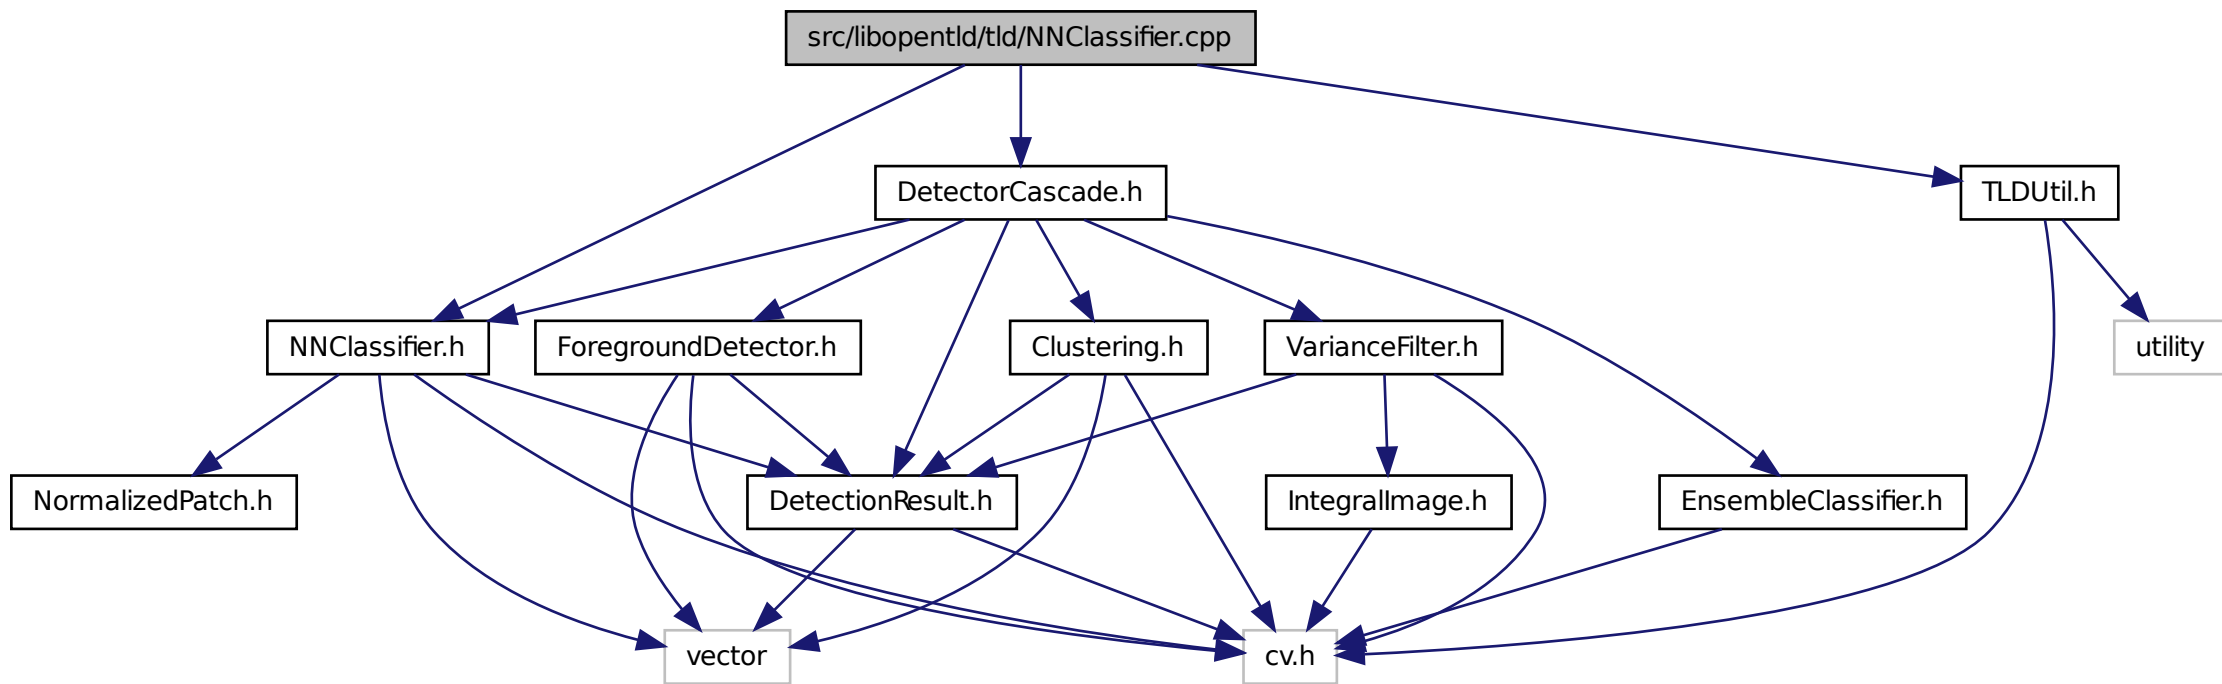 src/libopentld/tld/NNClassifier.cpp
DetectorCascade.h
TLDUtil.h
NNClassifier.h
ForegroundDetector.h
Clustering.h
VarianceFilter.h
utility
NormalizedPatch.h
DetectionResult.h
IntegralImage.h
EnsembleClassifier.h
vector
cv.h